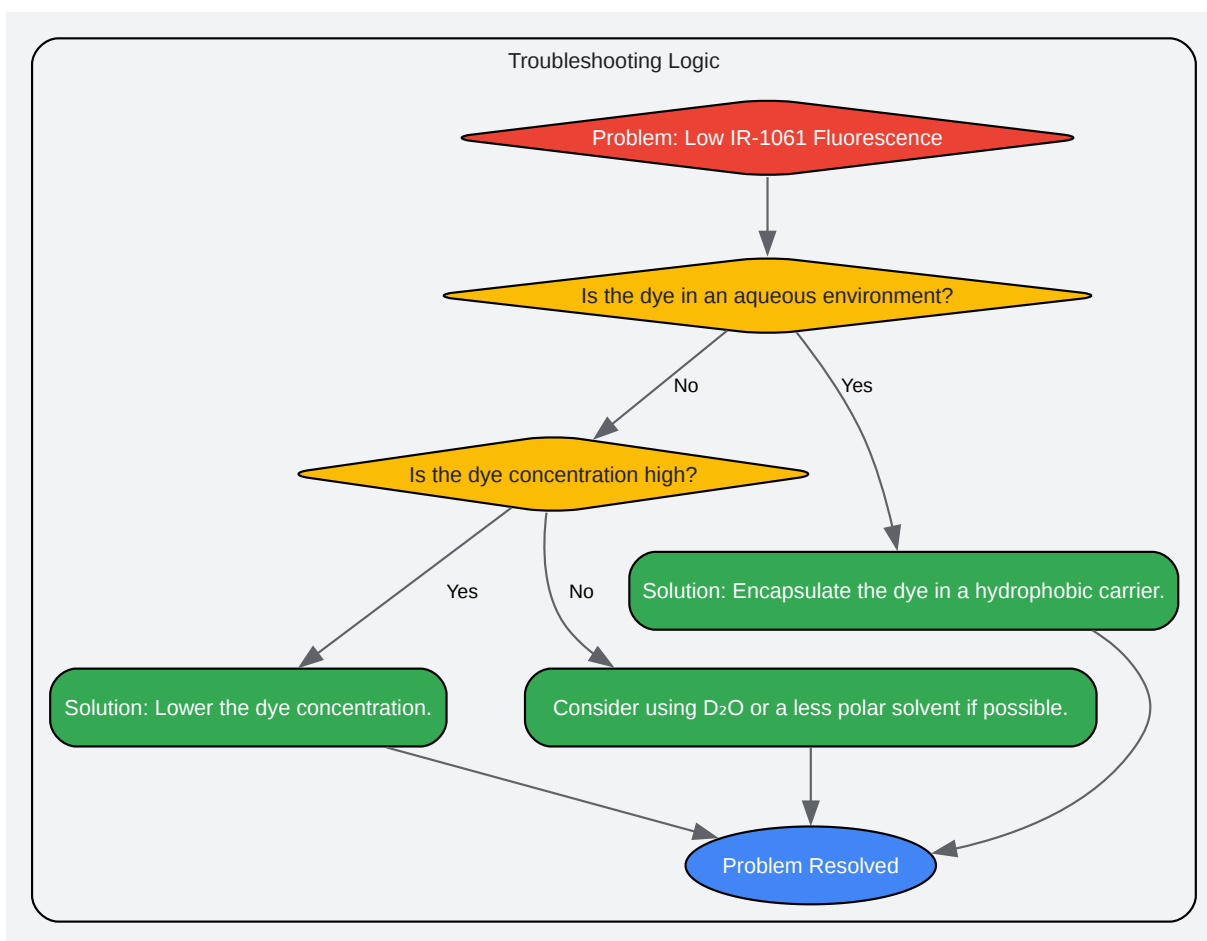 Troubleshooting Logic
Problem: Low IR-1061 Fluorescence
Is the dye in an aqueous environment?
No
Yes
Is the dye concentration high?
Yes
No
Solution: Encapsulate the dye in a hydrophobic carrier.
Solution: Lower the dye concentration.
Consider using D₂O or a less polar solvent if possible.
Problem Resolved